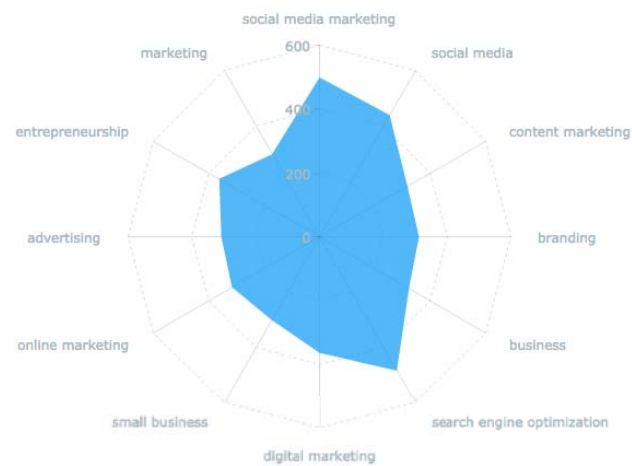 social media marketing
600
marketing
social media
400
entrepreneurship
content marketing
200
advertising
0
branding
online marketing
business
small business
search engine optimization
digital marketing